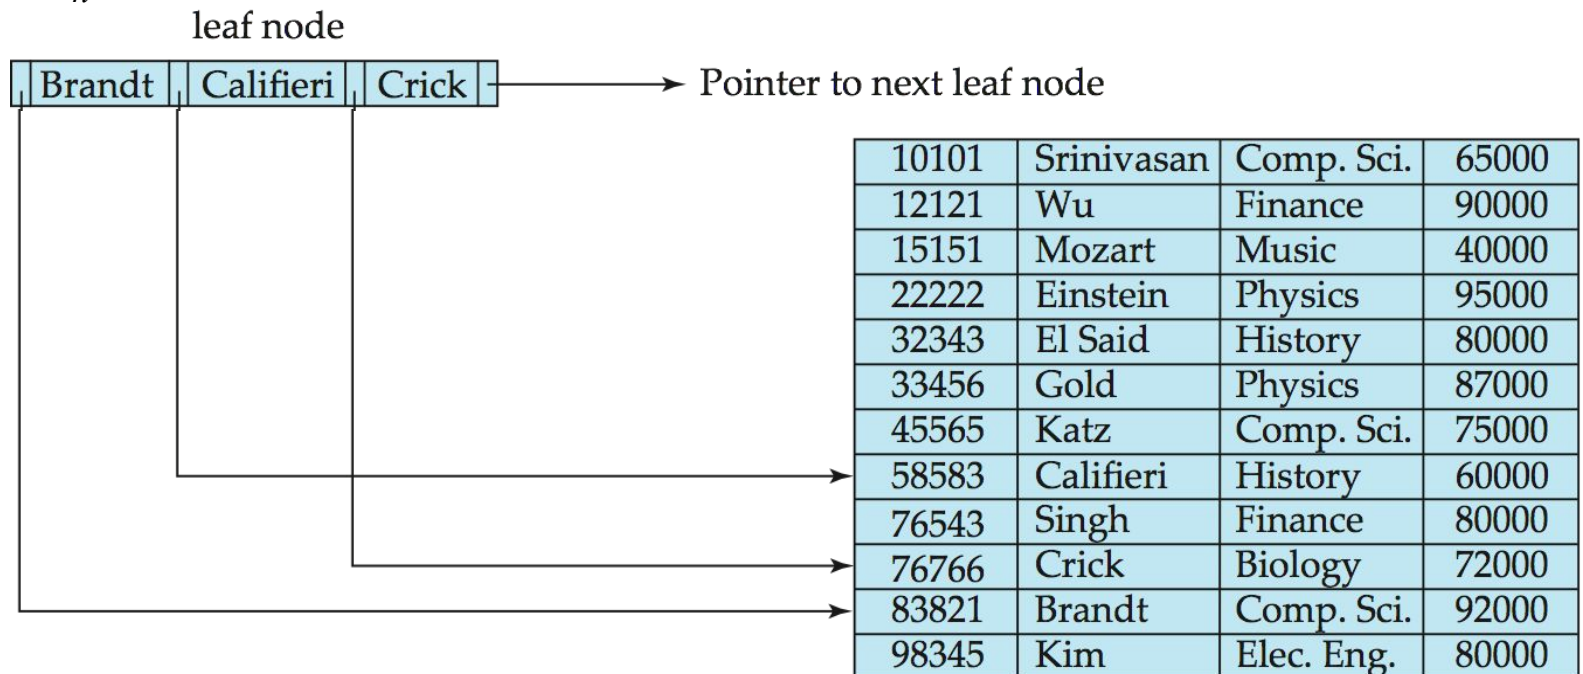 leaf node
Brandt Califieri Crick Pointer to next leaf node
10101 Srinivasan Comp. Sci. 65000
12121 Wu Finance 90000
15151 Mozart Music 40000
22222 Einstein Physics 95000
32343 El Said History 80000
33456 Gold Physics 87000
45565 Katz Comp. Sci. 75000
58583 Califieri History 60000
76543 Singh Finance 80000
76766 Crick Biology 72000
83821 Brandt Comp. Sci. 92000
98345 Kim Elec. Eng. 80000